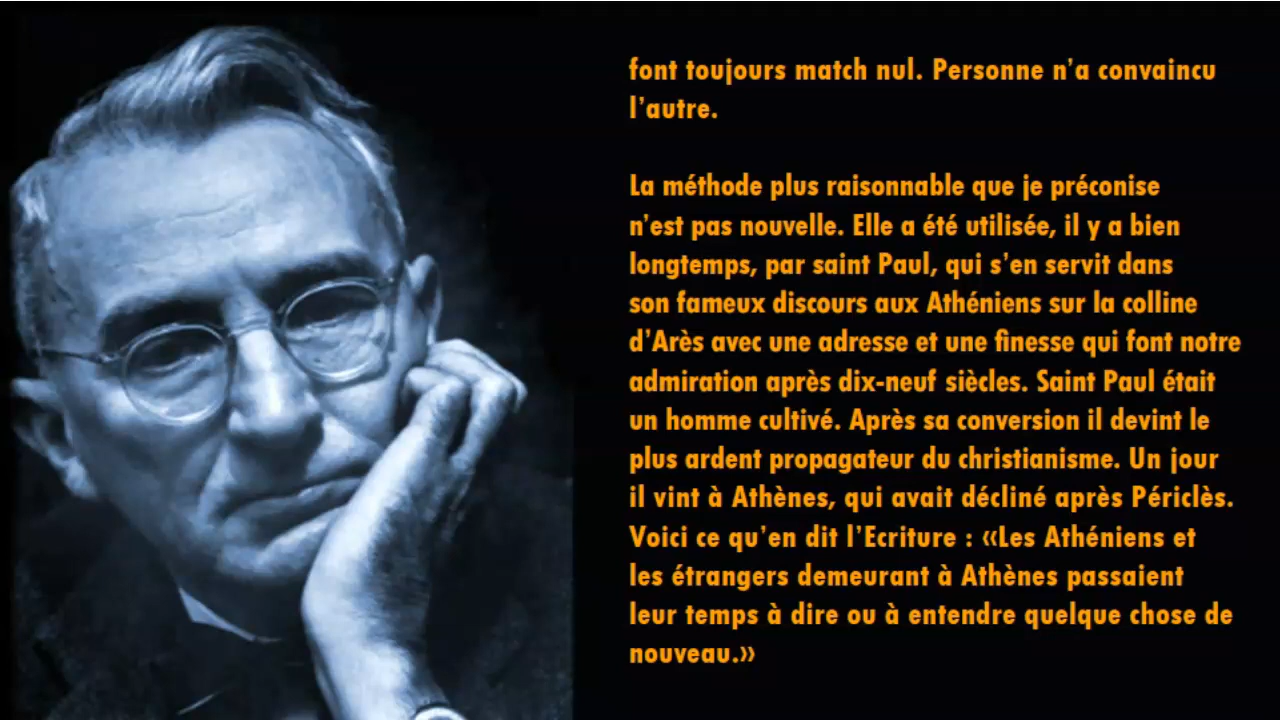 font toujours match nul. Personne n’a convaincu
l’autre.
La méthode plus raisonnable que je préconise
n’est pas nouvelle. Elle a été utilisée, il y a bien
longtemps, par saint Paul, qui s’en servit dans
son fameux discours aux Athéniens sur la colline
d’Arès avec une adresse et une finesse qui font notre
admiration après dix-neuf siècles. Saint Paul était
un homme cultivé. Après sa conversion il devint le
plus ardent propagateur du christianisme. Un jour
il vint à Athènes, qui avait décliné après Périclès.
Voici ce qu’en dit l’Ecriture : «Les Athéniens et
les étrangers demeurant à Athènes passaient
leur temps à dire ou à entendre quelque chose de
nouveau.»